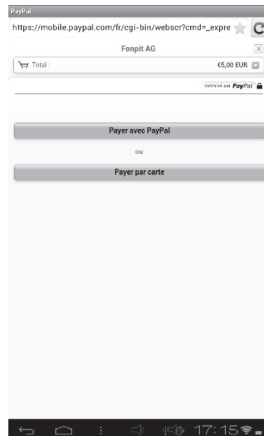 PayPal
https://mobile.paypal.com/fr/cgi-bin/webscr?cmd=_expre
Fonpit AG
Total : €5,00 EUR
PayPal
Payer avec PayPal
ou
Payer par carte
17:15